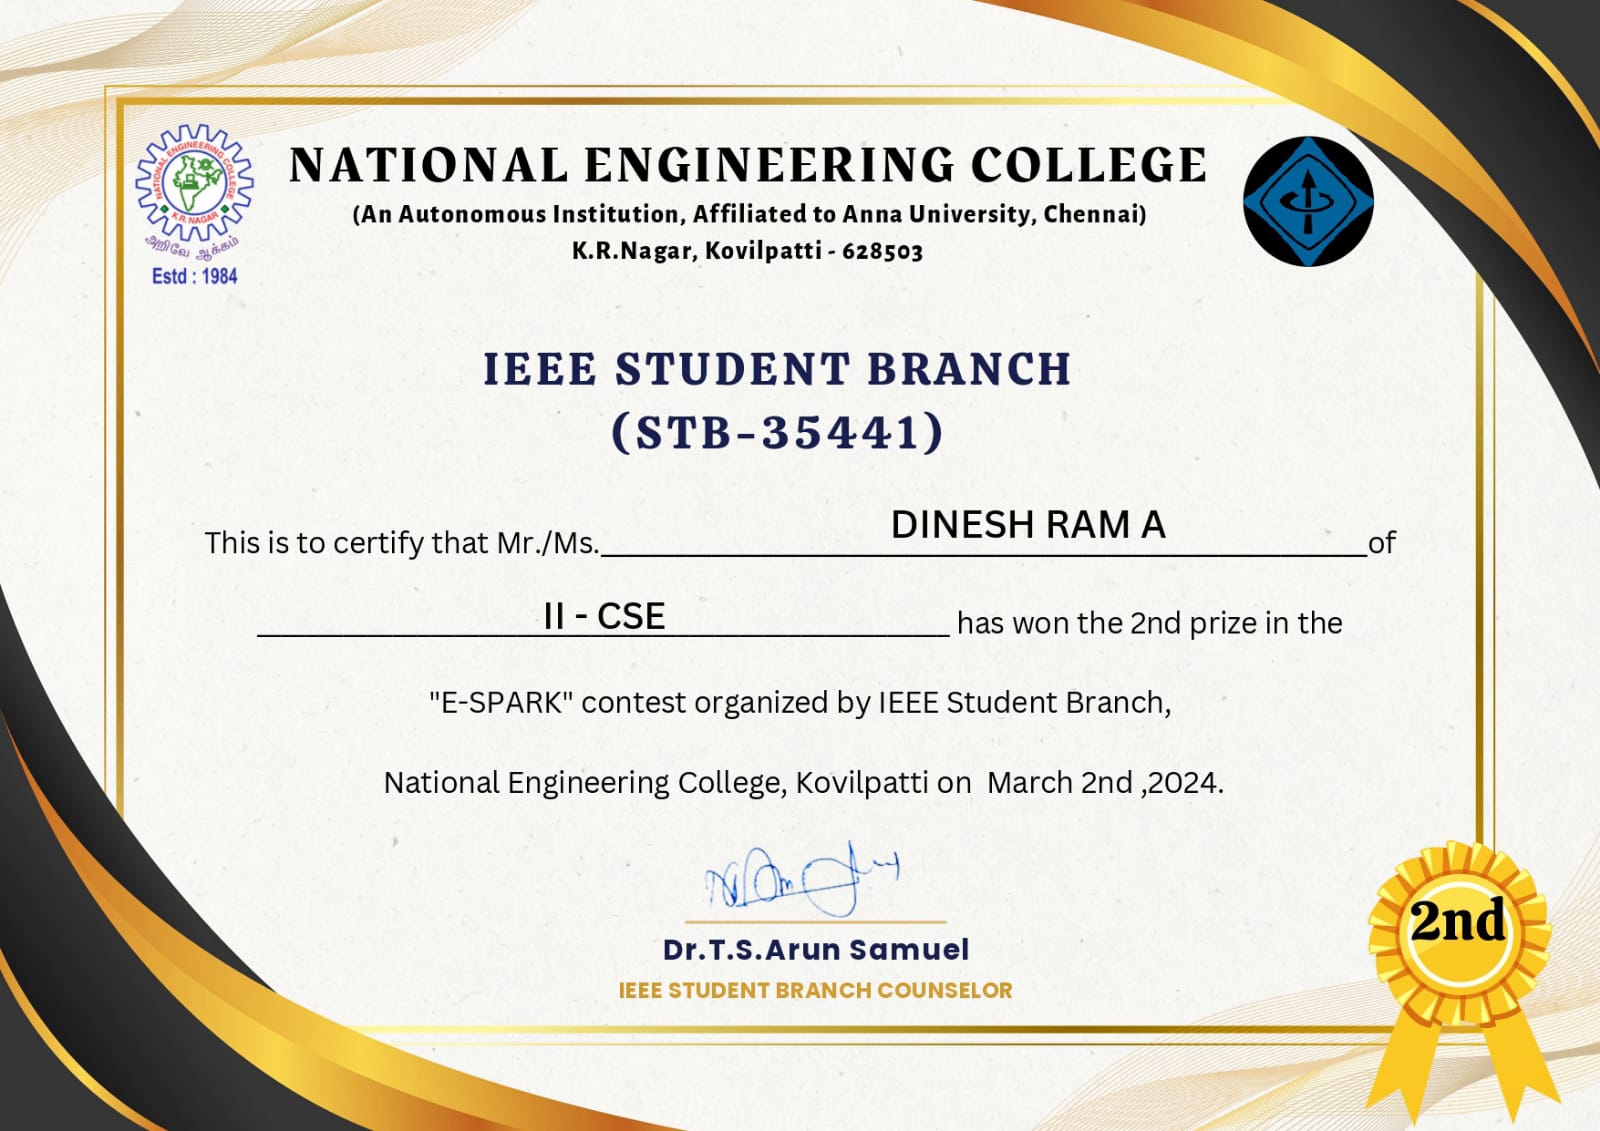 NATIONAL ENGINEERING COLLEGE
(An Autonomous Institution, Affiliated to Anna University, Chennai)
K.R.Nagar, Kovilpatti - 628503
NATIONAL ENGINEERING COLLEGE
K.R. NAGAR
அறிவே ஆக்கம்
Estd : 1984
IEEE STUDENT BRANCH
(STB-35441)
This is to certify that Mr./Ms. DINESH RAM A of
II - CSE has won the 2nd prize in the
"E-SPARK" contest organized by IEEE Student Branch,
National Engineering College, Kovilpatti on  March 2nd ,2024.
Dr.T.S.Arun Samuel
IEEE STUDENT BRANCH COUNSELOR
2nd